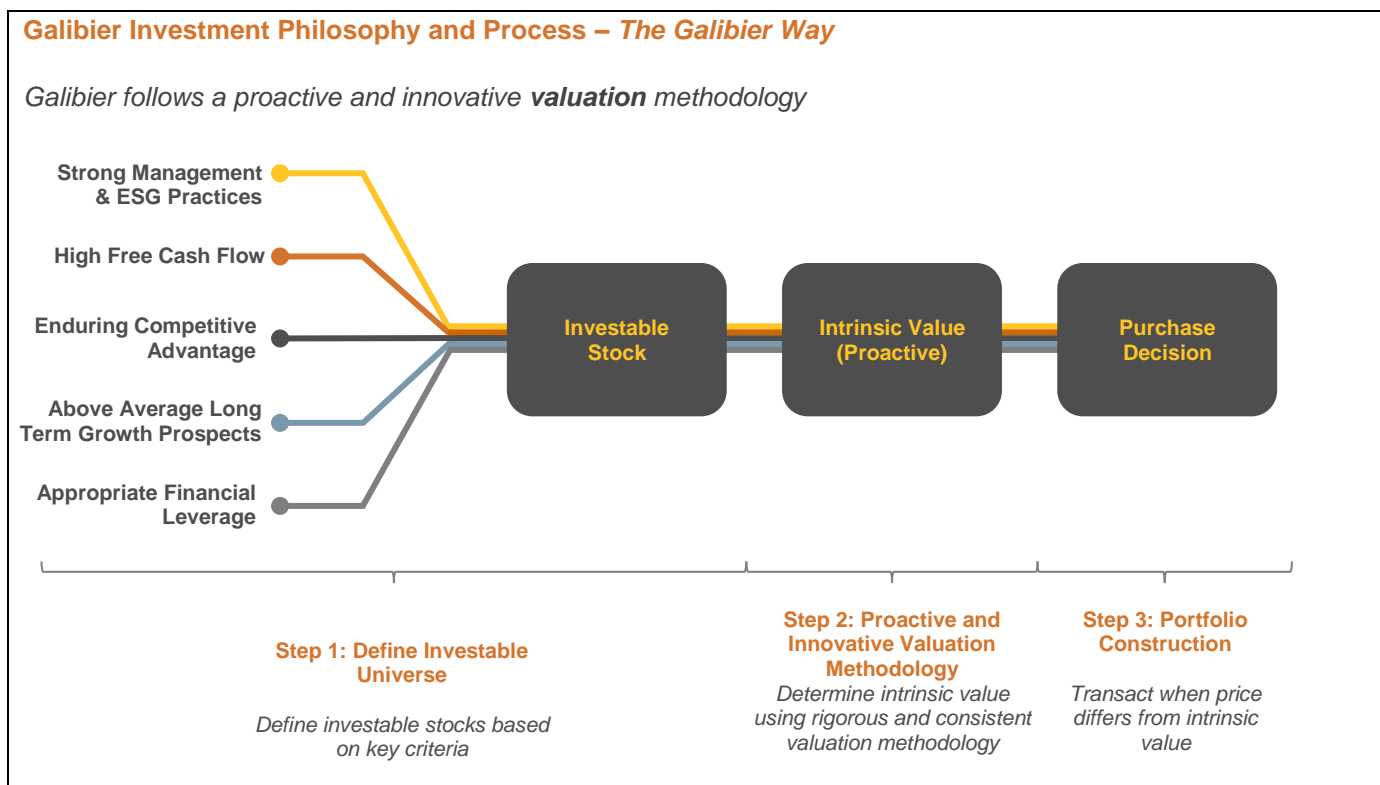 Galibier Investment Philosophy and Process – The Galibier Way
Galibier follows a proactive and innovative valuation methodology
Strong Management
& ESG Practices
High Free Cash Flow
Enduring Competitive
Advantage
Above Average Long
Term Growth Prospects
Appropriate Financial
Leverage
Investable
Stock
Intrinsic Value
(Proactive)
Purchase
Decision
Step 1: Define Investable
Universe
Define investable stocks based
on key criteria
Step 2: Proactive and
Innovative Valuation
Methodology
Determine intrinsic value
using rigorous and consistent
valuation methodology
Step 3: Portfolio
Construction
Transact when price
differs from intrinsic
value